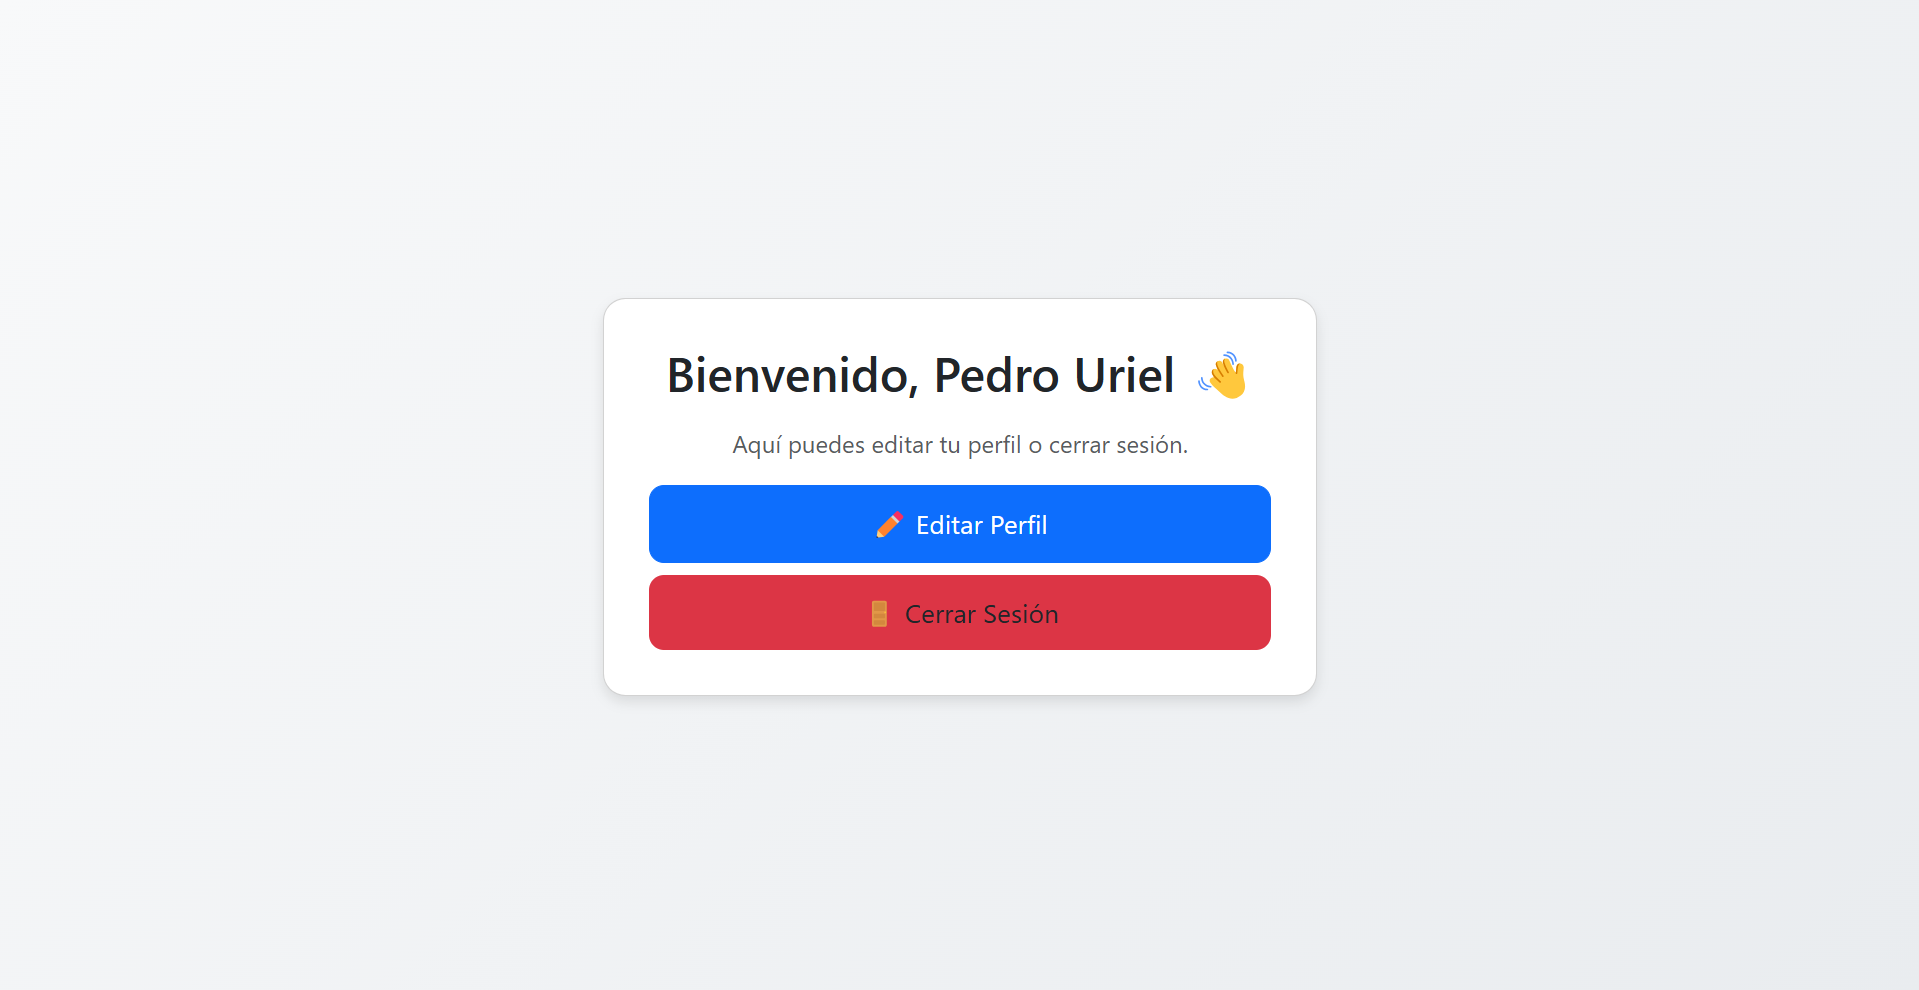 Bienvenido, Pedro Uriel 👋
Aquí puedes editar tu perfil o cerrar sesión.
✏️ Editar Perfil
🚪 Cerrar Sesión